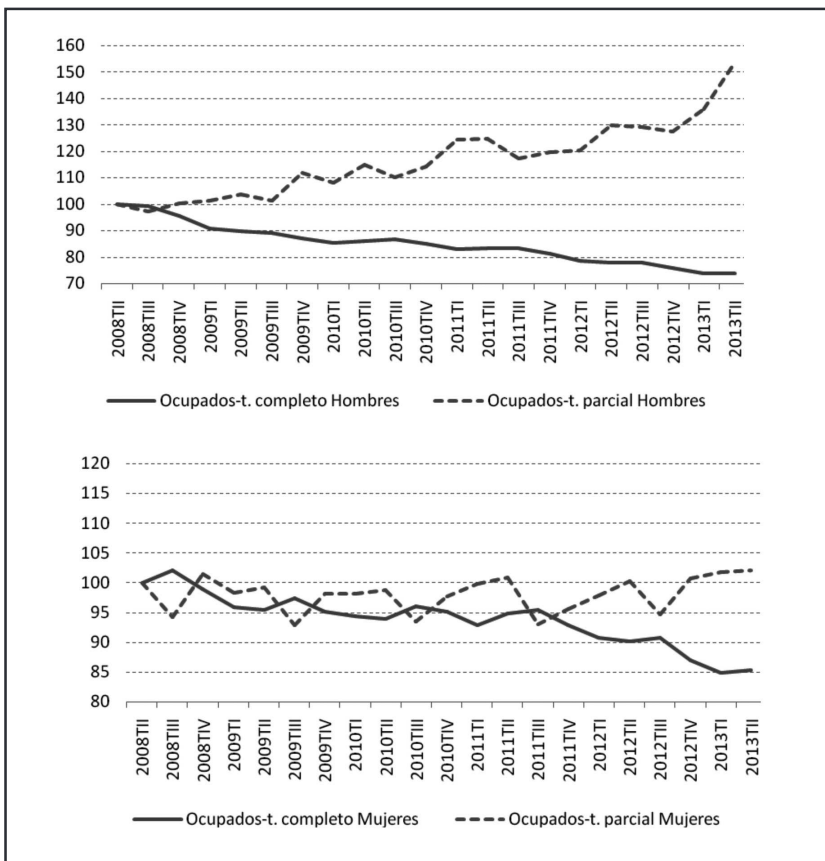 160
150
140
130
120
110
100
90
80
70
2008TII
2008TIII
2008TIV
2009TI
2009TII
2009TIII
2009TIV
2010TI
2010TII
2010TIII
2010TIV
2011TI
2011TII
2011TIII
2011TIV
2012TI
2012TII
2012TIII
2012TIV
2013TI
2013TII
Ocupados-t. completo Hombres
Ocupados-t. parcial Hombres
120
115
110
105
100
95
90
85
80
2008TII
2008TIII
2008TIV
2009TI
2009TII
2009TIII
2009TIV
2010TI
2010TII
2010TIII
2010TIV
2011TI
2011TII
2011TIII
2011TIV
2012TI
2012TII
2012TIII
2012TIV
2013TI
2013TII
Ocupados-t. completo Mujeres
Ocupados-t. parcial Mujeres